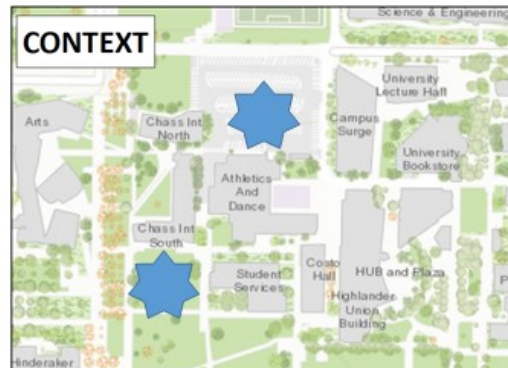 Science & Engineering
CONTEXT
University
Lecture Hall
Arts
Chass Int
North
Campus
Surge
University
Bookstore
Athletics
And
Dance
Chass Int
South
Student
Services
Costo
Hall
HUB and Plaza
Highlander
Union
Building
Hinderaker